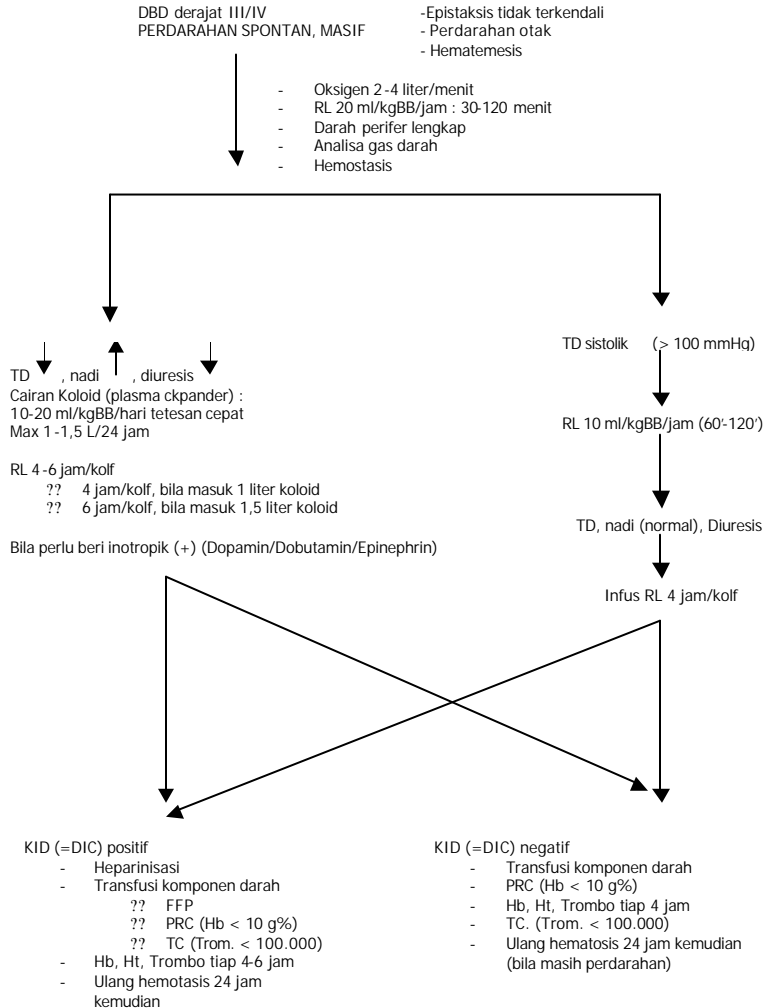 DBD derajat III/IV
PERDARAHAN SPONTAN, MASIF
-Epistaksis tidak terkendali
- Perdarahan otak
- Hematemesis
- Oksigen 2-4 liter/menit
- RL 20 ml/kgBB/jam : 30-120 menit
- Darah perifer lengkap
- Analisa gas darah
- Hemostasis
TD , nadi , diuresis
Cairan Koloid (plasma ckpander) :
10-20 ml/kgBB/hari tetesan cepat
Max 1-1,5 L/24 jam
RL 4-6 jam/kolf
?? 4 jam/kolf, bila masuk 1 liter koloid
?? 6 jam/kolf, bila masuk 1,5 liter koloid
Bila perlu beri inotropik (+) (Dopamin/Dobutamin/Epinephrin)
TD sistolik (> 100 mmHg)
RL 10 ml/kgBB/jam (60'-120')
TD, nadi (normal), Diuresis
Infus RL 4 jam/kolf
KID (=DIC) positif
- Heparinisasi
- Transfusi komponen darah
?? FFP
?? PRC (Hb < 10 g%)
?? TC (Trom. < 100.000)
- Hb, Ht, Trombo tiap 4-6 jam
- Ulang hemotasis 24 jam
kemudian
KID (=DIC) negatif
- Transfusi komponen darah
- PRC (Hb < 10 g%)
- Hb, Ht, Trombo tiap 4 jam
- TC. (Trom. < 100.000)
- Ulang hematosis 24 jam kemudian
(bila masih perdarahan)